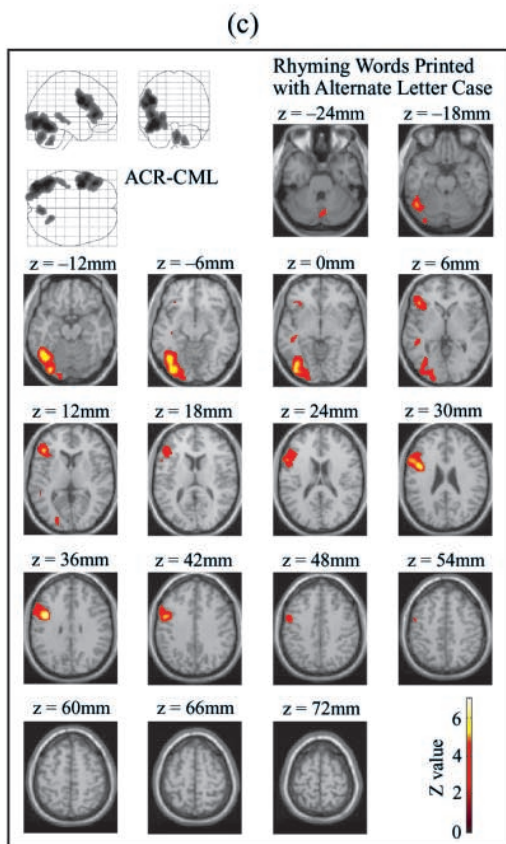 (c)
Rhyming Words Printed
with Alternate Letter Case
z = –24mm z = –18mm
ACR-CML
z = –12mm z = –6mm z = 0mm z = 6mm
z = 12mm z = 18mm z = 24mm z = 30mm
z = 36mm z = 42mm z = 48mm z = 54mm
z = 60mm z = 66mm z = 72mm
6
4
2
0
Z value